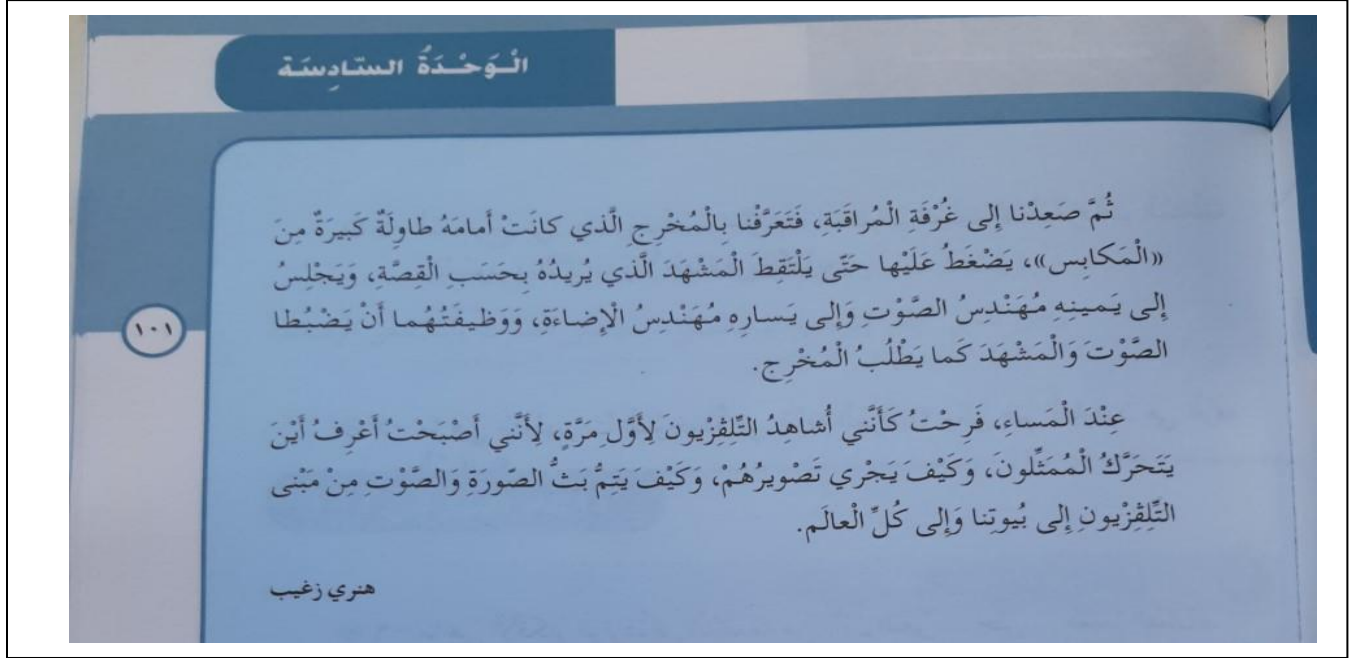 الْوَحْدَةُ السّادِسَة
ثُمَّ صَعِدْنا إِلى غُرْفَةِ الْمُراقَبَةِ، فَتَعَرَّفْنا بِالْمُخْرِجِ الَّذي كانَتْ أَمامَهُ طاوِلَةٌ كَبيرَةٌ مِنَ
«الْمَكابِس»، يَضْغَطُ عَلَيْها حَتّى يَلْتَقِطَ الْمَشْهَدَ الَّذي يُريدُهُ بِحَسَبِ الْقِصَّةِ، وَيَجْلِسُ
إِلى يَمينِهِ مُهَنْدِسُ الصَّوْتِ وَإِلى يَسارِهِ مُهَنْدِسُ الْإِضاءَةِ، وَوَظيفَتُهُما أَنْ يَضْبُطا
الصَّوْتَ وَالْمَشْهَدَ كَما يَطْلُبُ الْمُخْرِج.
١٠١
عِنْدَ الْمَساءِ، فَرِحْتُ كَأَنَّني أُشاهِدُ التِّلِڤِزْيونَ لِأَوَّلِ مَرَّةٍ، لِأَنَّني أَصْبَحْتُ أَعْرِفُ أَيْنَ
يَتَحَرَّكُ الْمُمَثِّلونَ، وَكَيْفَ يَجْري تَصْويرُهُمْ، وَكَيْفَ يَتِمُّ بَثُّ الصّورَةِ وَالصَّوْتِ مِنْ مَبْنى
التِّلِڤِزْيونِ إِلى بُيوتِنا وَإِلى كُلِّ الْعالَم.
هنري زغيب